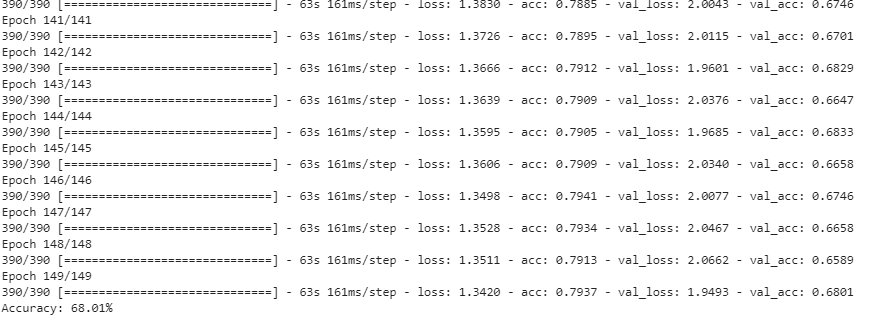 390/390 [==============================] - 63s 161ms/step - loss: 1.3830 - acc: 0.7885 - val_loss: 2.0043 - val_acc: 0.6746
Epoch 141/141
390/390 [==============================] - 63s 161ms/step - loss: 1.3726 - acc: 0.7895 - val_loss: 2.0115 - val_acc: 0.6701
Epoch 142/142
390/390 [==============================] - 63s 161ms/step - loss: 1.3666 - acc: 0.7912 - val_loss: 1.9601 - val_acc: 0.6829
Epoch 143/143
390/390 [==============================] - 63s 161ms/step - loss: 1.3639 - acc: 0.7909 - val_loss: 2.0376 - val_acc: 0.6647
Epoch 144/144
390/390 [==============================] - 63s 161ms/step - loss: 1.3595 - acc: 0.7905 - val_loss: 1.9685 - val_acc: 0.6833
Epoch 145/145
390/390 [==============================] - 63s 161ms/step - loss: 1.3606 - acc: 0.7909 - val_loss: 2.0340 - val_acc: 0.6658
Epoch 146/146
390/390 [==============================] - 63s 161ms/step - loss: 1.3498 - acc: 0.7941 - val_loss: 2.0077 - val_acc: 0.6746
Epoch 147/147
390/390 [==============================] - 63s 161ms/step - loss: 1.3528 - acc: 0.7934 - val_loss: 2.0467 - val_acc: 0.6658
Epoch 148/148
390/390 [==============================] - 63s 161ms/step - loss: 1.3511 - acc: 0.7913 - val_loss: 2.0662 - val_acc: 0.6589
Epoch 149/149
390/390 [==============================] - 63s 161ms/step - loss: 1.3420 - acc: 0.7937 - val_loss: 1.9493 - val_acc: 0.6801
Accuracy: 68.01%